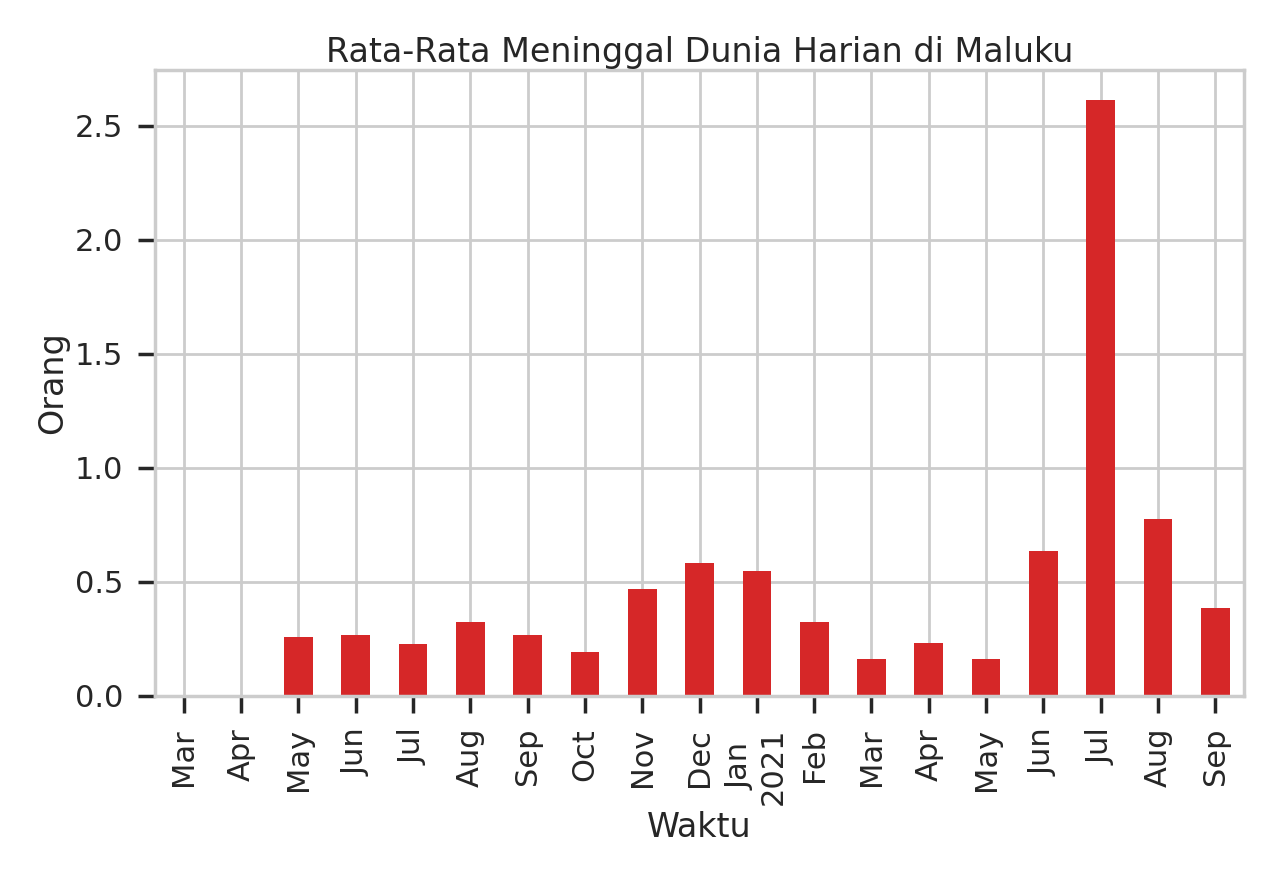 Rata-Rata Meninggal Dunia Harian di Maluku
Orang
2.5
2.0
1.5
1.0
0.5
0.0
Mar
Apr
May
Jun
Jul
Aug
Sep
Oct
Nov
Dec
Jan
2021
Feb
Mar
Apr
May
Jun
Jul
Aug
Sep
Waktu